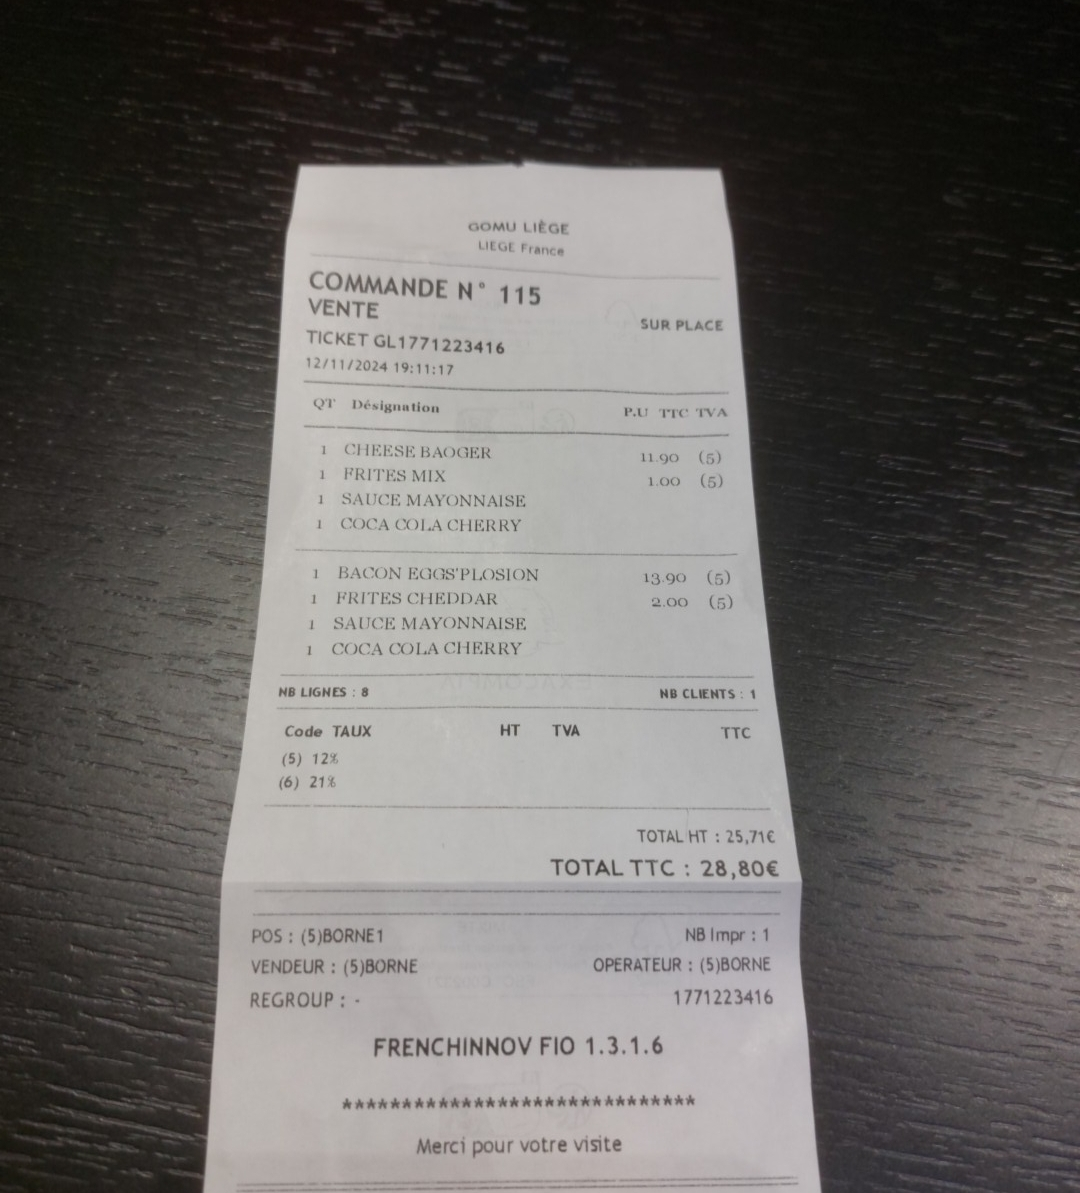 GOMU LIÈGE
LIEGE France
COMMANDE N° 115
VENTE
SUR PLACE
TICKET GL1771223416
12/11/2024 19:11:17
QT Désignation P.U TTC TVA
1 CHEESE BAOGER 11.90 (5)
1 FRITES MIX 1.00 (5)
1 SAUCE MAYONNAISE
1 COCA COLA CHERRY
1 BACON EGGS'PLOSION 13.90 (5)
1 FRITES CHEDDAR 2.00 (5)
1 SAUCE MAYONNAISE
1 COCA COLA CHERRY
NB LIGNES : 8 NB CLIENTS : 1
Code TAUX HT TVA TTC
(5) 12%
(6) 21%
TOTAL HT : 25,71€
TOTAL TTC : 28,80€
POS : (5)BORNE1 NB Impr : 1
VENDEUR : (5)BORNE OPERATEUR : (5)BORNE
REGROUP : - 1771223416
FRENCHINNOV FIO 1.3.1.6
******************************
Merci pour votre visite